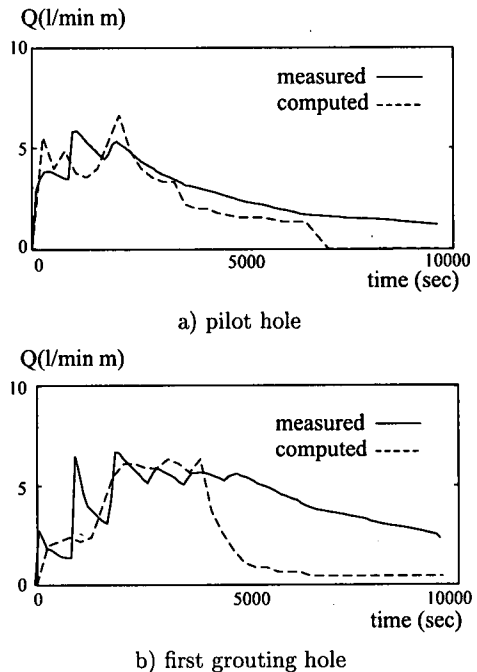 Q(l/min m)
10
measured
computed
5
0
0
5000
10000
time (sec)
a) pilot hole
Q(l/min m)
10
measured
computed
5
0
0
5000
10000
time (sec)
b) first grouting hole